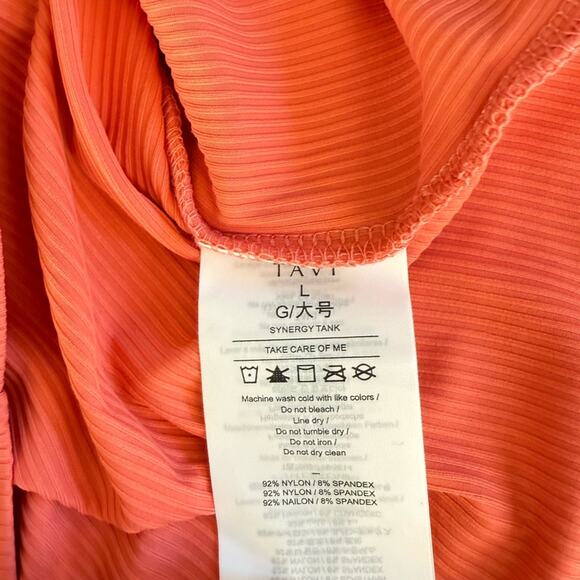 TAVI
L
G/大号
SYNERGY TANK
TAKE CARE OF ME
Machine wash cold with like colors /
Do not bleach /
Line dry /
Do not tumble dry /
Do not iron /
Do not dry clean
—
92% NYLON / 8% SPANDEX
92% NYLON / 8% SPANDEX
92% NAILON / 8% SPANDEX